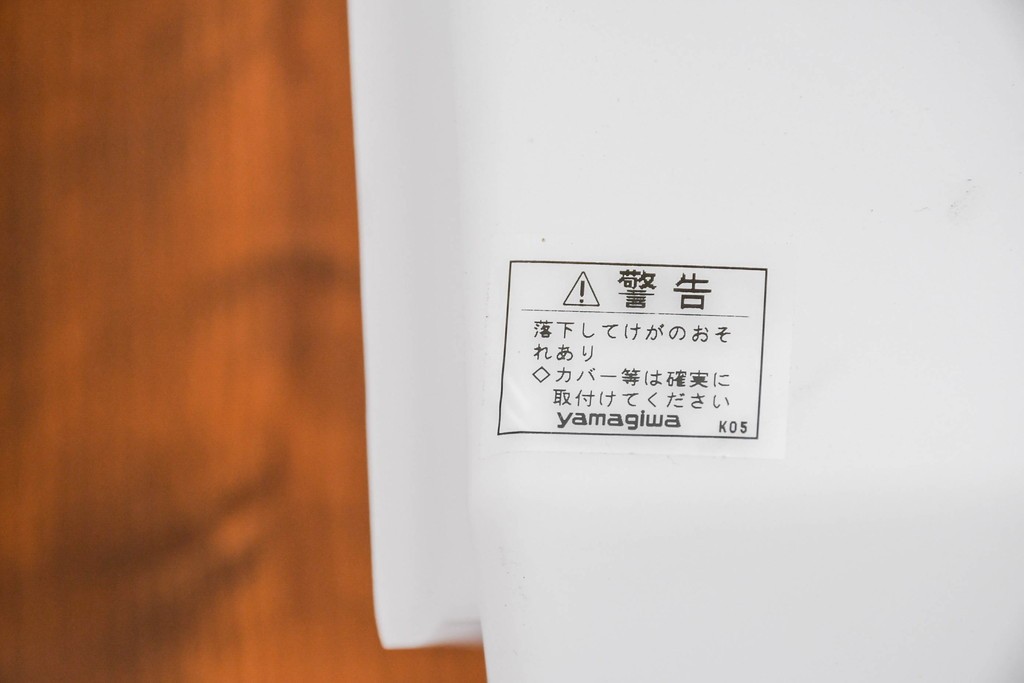 警告
落下してけがのおそ
れあり
◇カバー等は確実に
取付けてください
yamagiwa K05